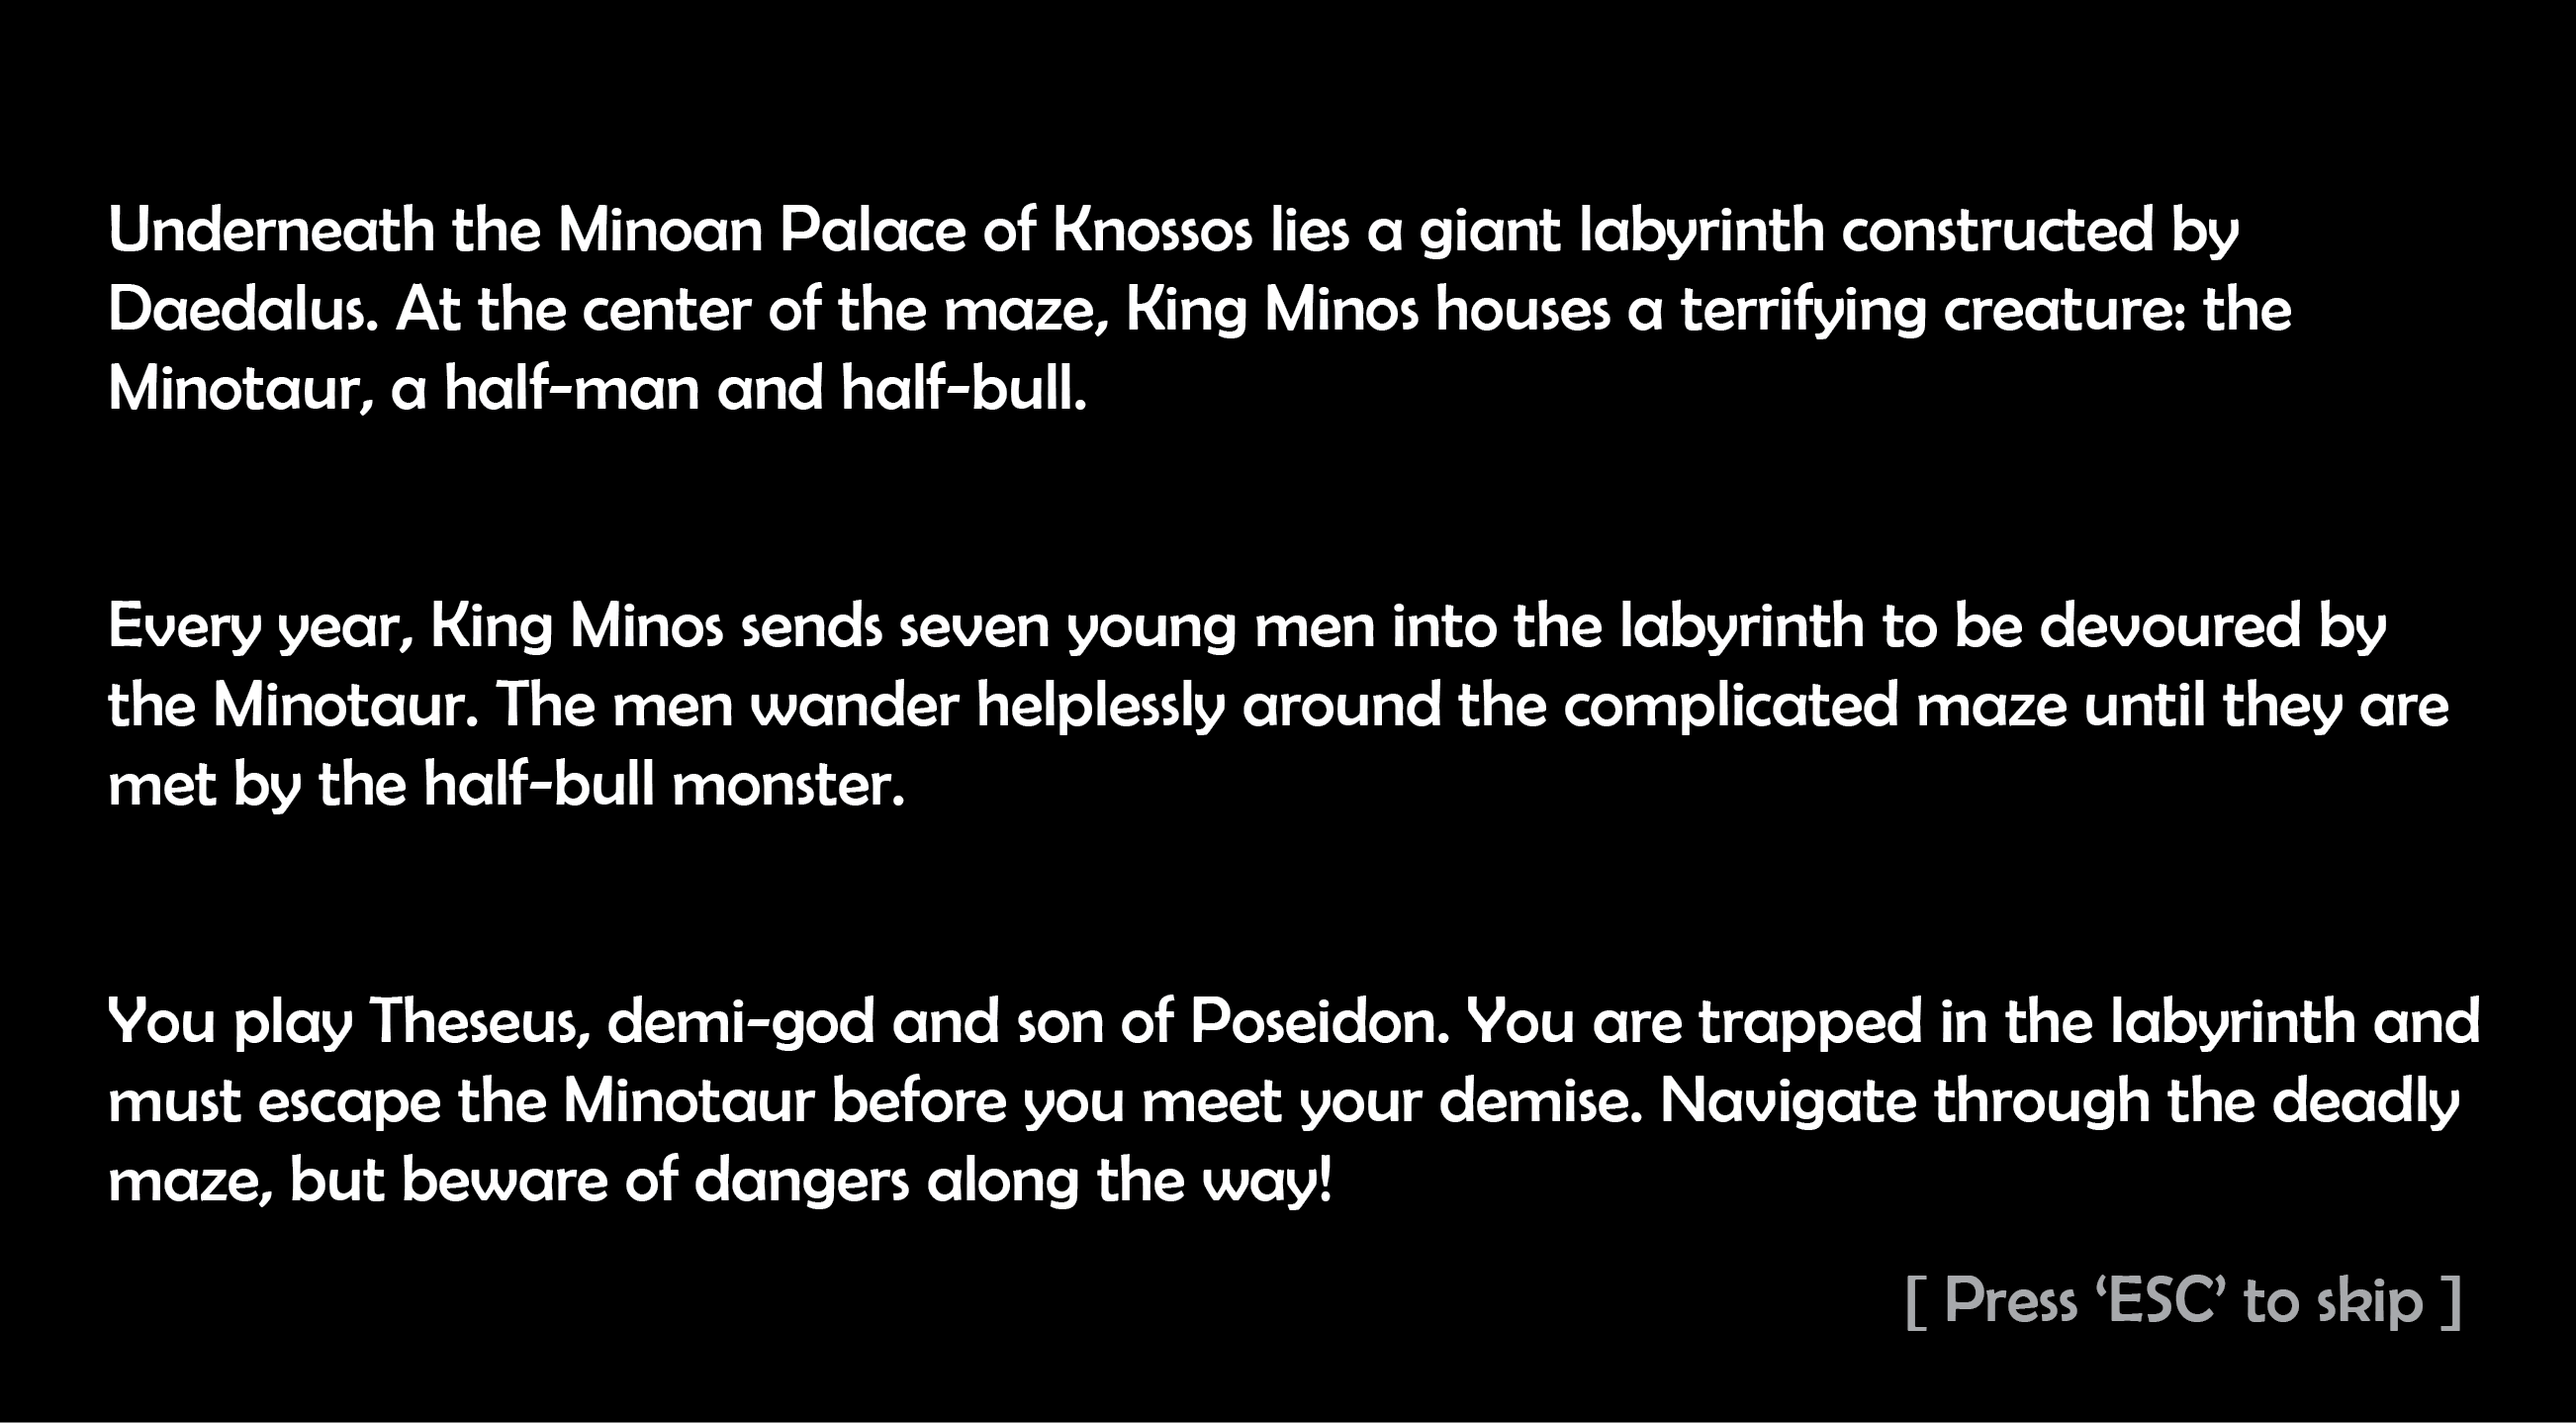 Underneath the Minoan Palace of Knossos lies a giant labyrinth constructed by
Daedalus. At the center of the maze, King Minos houses a terrifying creature: the
Minotaur, a half-man and half-bull.
Every year, King Minos sends seven young men into the labyrinth to be devoured by
the Minotaur. The men wander helplessly around the complicated maze until they are
met by the half-bull monster.
You play Theseus, demi-god and son of Poseidon. You are trapped in the labyrinth and
must escape the Minotaur before you meet your demise. Navigate through the deadly
maze, but beware of dangers along the way!
[ Press ‘ESC’ to skip ]